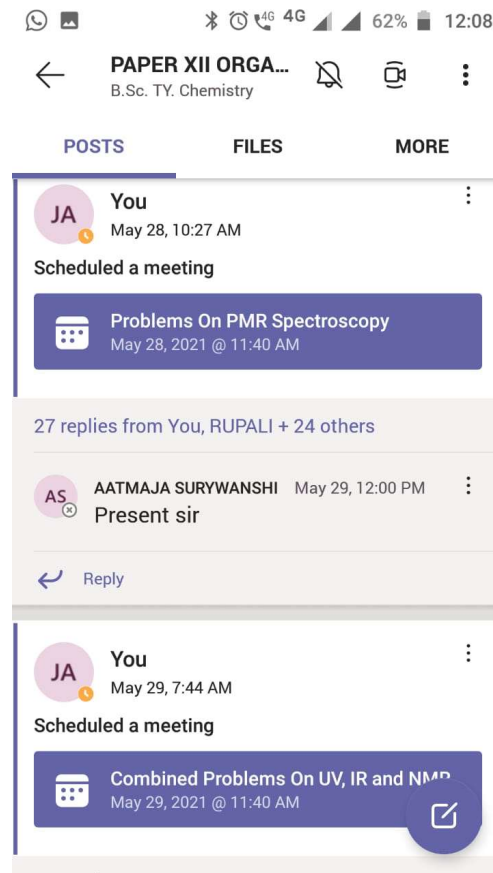 4G 4G 62% 12:08
PAPER XII ORGA...
B.Sc. TY. Chemistry
POSTS FILES MORE
JA You
May 28, 10:27 AM
Scheduled a meeting
Problems On PMR Spectroscopy
May 28, 2021 @ 11:40 AM
27 replies from You, RUPALI + 24 others
AS AATMAJA SURYWANSHI May 29, 12:00 PM
Present sir
Reply
JA You
May 29, 7:44 AM
Scheduled a meeting
Combined Problems On UV, IR and NMR
May 29, 2021 @ 11:40 AM